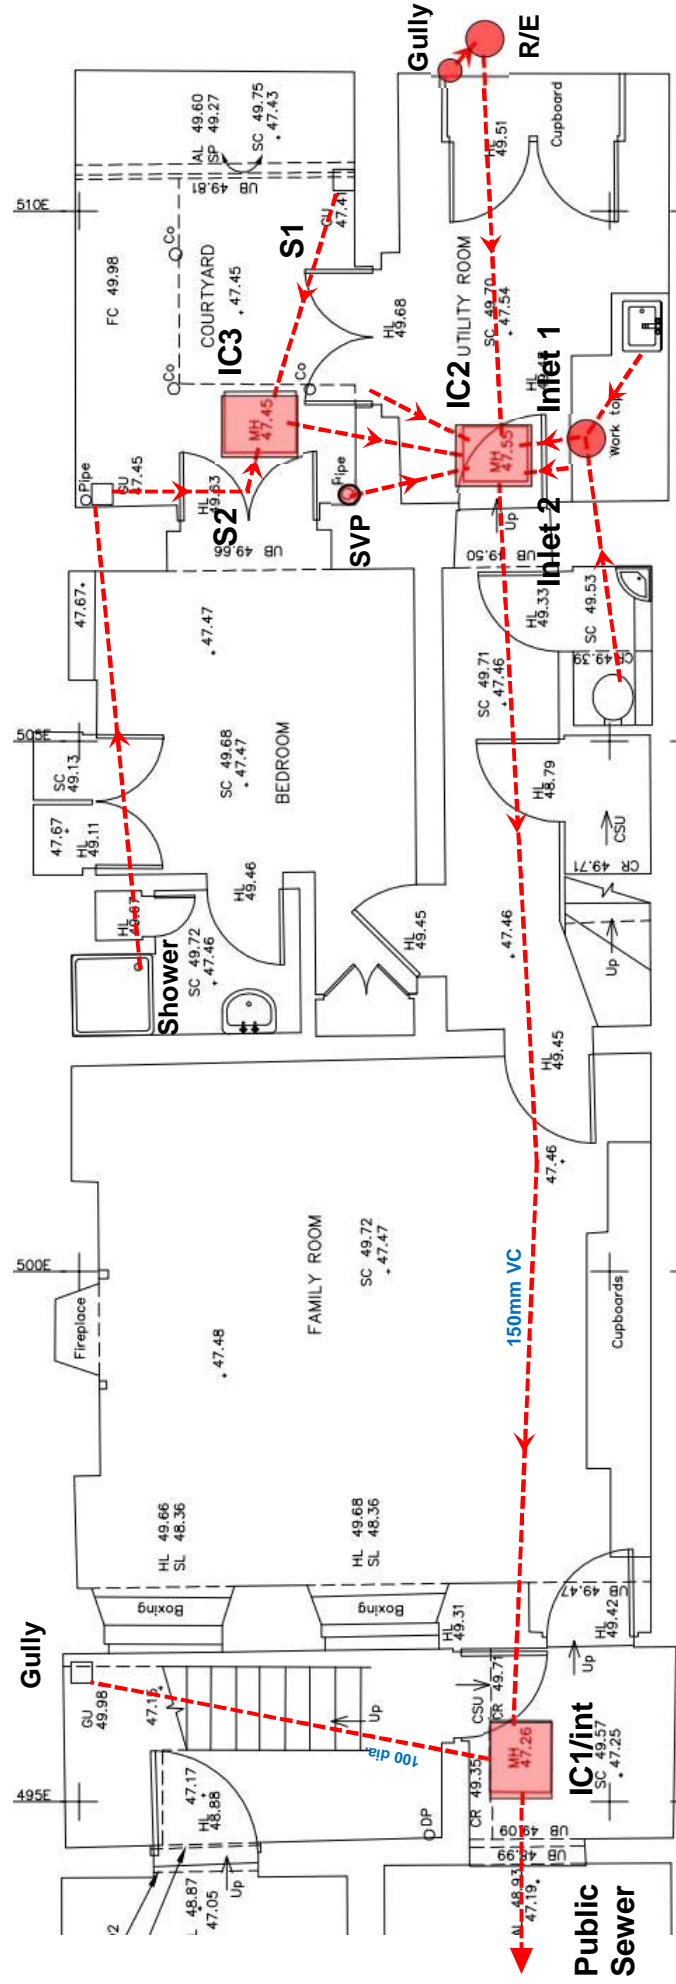 Gully
R/E
510E
AL 49.60
SP 49.27
SC 49.75
+ 47.43
UB 49.81
FC 49.98
Co
COURTYARD
+ 47.45
Co
Co
GU
47.41
S1
IC3
MH
47.45
HL
49.51
Cupboard
HL
49.68
UTILITY ROOM
SC 49.70
+ 47.54
IC2
MH
47.55
Inlet 1
Inlet 2
Work top
Pipe
GU
47.45
HL
49.63
S2
Pipe
SVP
UB 49.66
Up
UB 49.50
47.67+
+ 47.47
HL
49.33
SC 49.53
CR 49.39
SC 49.71
+ 47.46
505E
SC
49.13
47.67+
HL
49.11
SC 49.68
+ 47.47
BEDROOM
HL
48.79
CSU
CR 49.71
HL
49.46
SC 49.72
+ 47.46
Shower
HL
49.45
+ 47.46
Up
HL
49.45
47.46
500E
Fireplace
FAMILY ROOM
SC 49.72
+ 47.47
+ 47.48
150mm VC
Cupboards
HL 49.66
SL 48.36
HL 49.68
SL 48.36
Boxing
Boxing
HL
49.31
UB 49.47
HL
49.42
Up
Gully
GU
49.98
47.15
Up
100 dia.
CSU
CR 49.71
MH
47.26
IC1/int
SC 49.57
+ 47.25
495E
47.17
HL
48.88
DP
CR 49.35
UB 49.09
UB 48.99
Up
48.87
47.05
AL 48.93
47.19
Public
Sewer